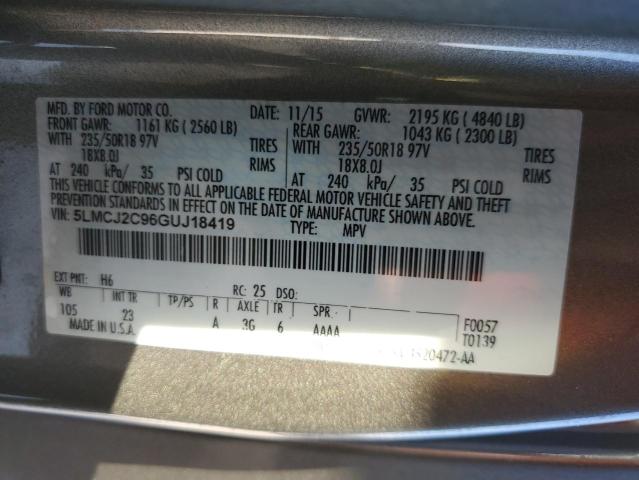 MFD. BY FORD MOTOR CO.
DATE: 11/15 GVWR: 2195 KG ( 4840 LB)
FRONT GAWR: 1161 KG ( 2560 LB)
REAR GAWR: 1043 KG ( 2300 LB)
WITH 235/50R18 97V TIRES
WITH 235/50R18 97V TIRES
18X8.0J RIMS
18X8.0J RIMS
AT 240 kPa/ 35 PSI COLD
AT 240 kPa/ 35 PSI COLD
THIS VEHICLE CONFORMS TO ALL APPLICABLE FEDERAL MOTOR VEHICLE SAFETY AND THEFT
PREVENTION STANDARDS IN EFFECT ON THE DATE OF MANUFACTURE SHOWN ABOVE.
VIN: 5LMCJ2C96GUJ18419
TYPE: MPV
EXT PNT: H6 RC: 25 DSO:
WB INT TR TP/PS R AXLE TR SPR
105 23 A 3G 6 AAAA
F0057
T0139
MADE IN U.S.A.
1520472-AA